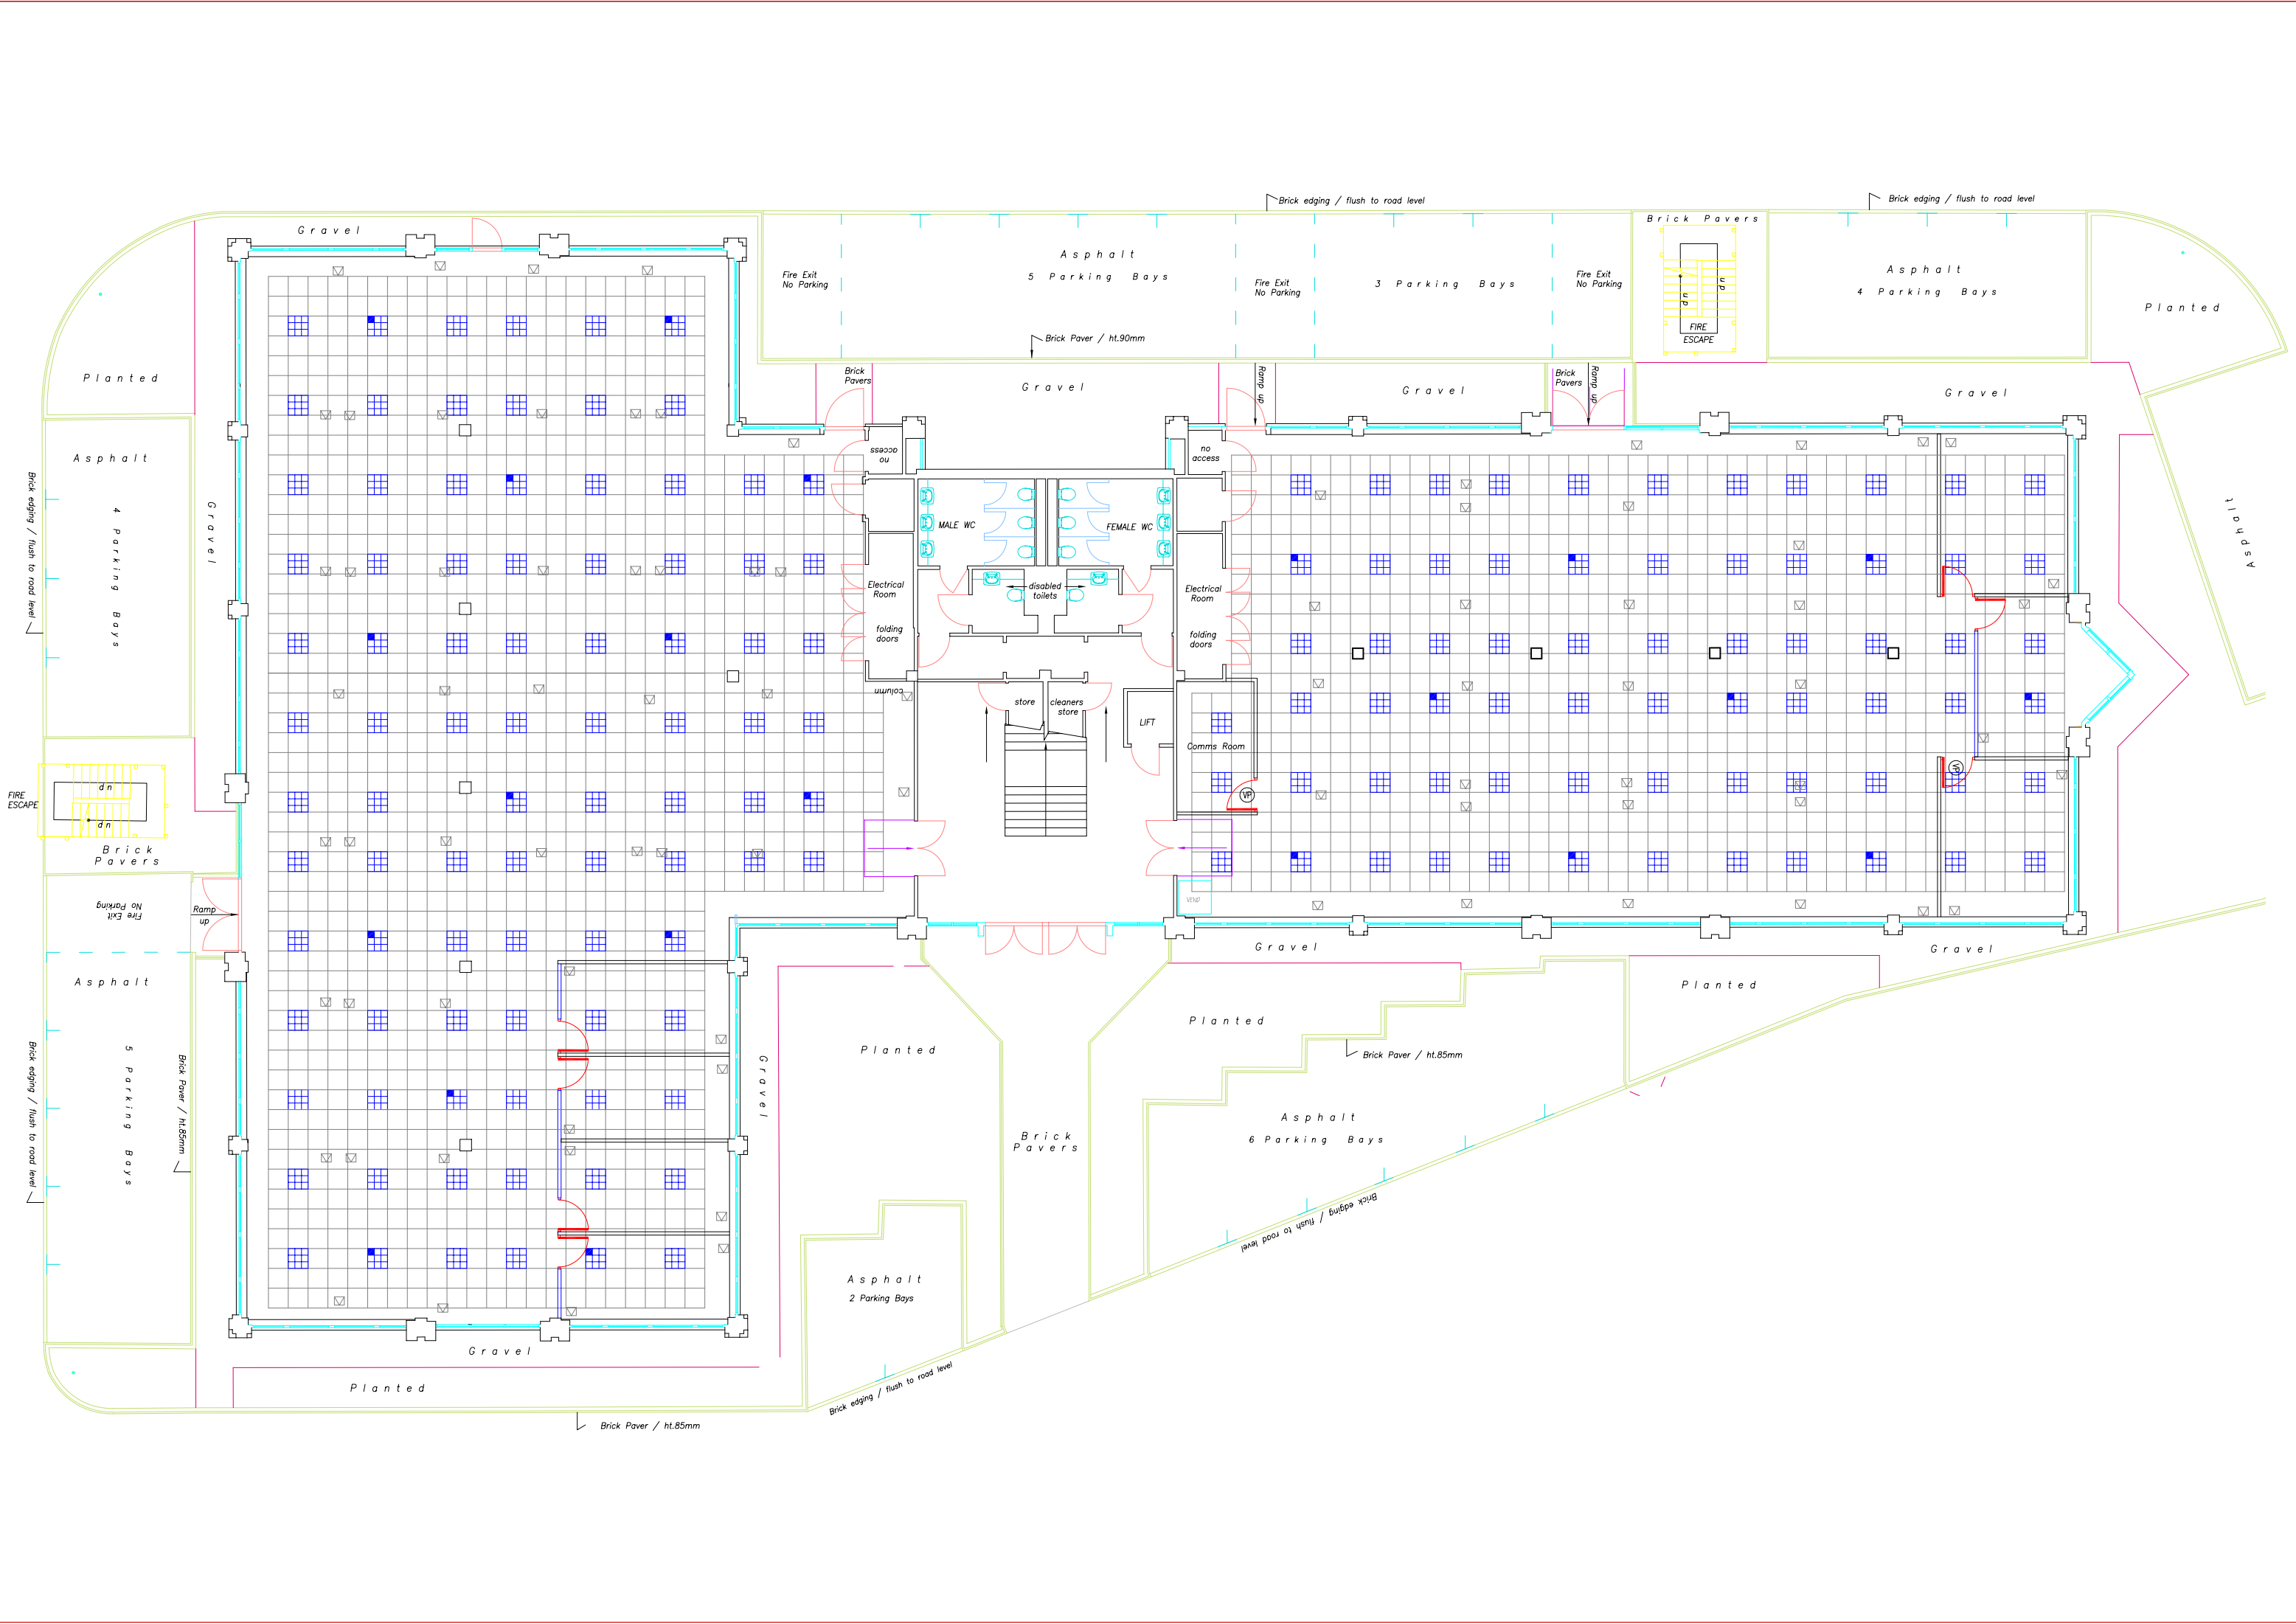 Brick edging / flush to road level
Brick edging / flush to road level
Gravel
Brick Pavers
Asphalt
5 Parking Bays
Fire Exit
No Parking
Fire Exit
No Parking
3 Parking Bays
Fire Exit
No Parking
up
up
FIRE
ESCAPE
Asphalt
4 Parking Bays
Planted
Brick Paver / ht.90mm
Planted
Brick
Pavers
Gravel
Ramp up
Gravel
Brick
Pavers
Ramp up
Gravel
Asphalt
no
access
no
access
Brick edging / flush to road level
4 Parking Bays
Gravel
MALE WC
FEMALE WC
Asphalt
Electrical
Room
disabled
toilets
Electrical
Room
folding
doors
folding
doors
column
store
cleaners
store
LIFT
Comms Room
VP
VP
FIRE
ESCAPE
dn
dn
Brick
Pavers
VEND
Fire Exit
No Parking
Ramp
up
Gravel
Gravel
Asphalt
Planted
Planted
Planted
Brick edging / flush to road level
5 Parking Bays
Brick Paver / ht.85mm
Gravel
Brick Paver / ht.85mm
Asphalt
6 Parking Bays
Brick
Pavers
Brick edging / flush to road level
Asphalt
2 Parking Bays
Gravel
Planted
Brick edging / flush to road level
Brick Paver / ht.85mm